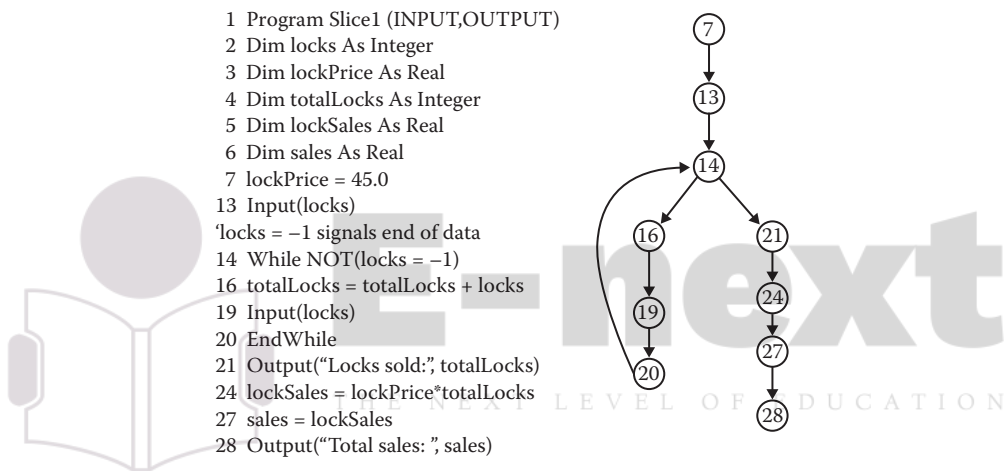 1 Program Slice1 (INPUT,OUTPUT)
2 Dim locks As Integer
3 Dim lockPrice As Real
4 Dim totalLocks As Integer
5 Dim lockSales As Real
6 Dim sales As Real
7 lockPrice = 45.0
13 Input(locks)
‘locks = –1 signals end of data
14 While NOT(locks = –1)
16 totalLocks = totalLocks + locks
19 Input(locks)
20 EndWhile
21 Output(“Locks sold:”, totalLocks)
24 lockSales = lockPrice*totalLocks
27 sales = lockSales
28 Output(“Total sales: ”, sales)
7
13
14
16
21
19
24
20
27
28
E-next
THE NEXT LEVEL OF EDUCATION